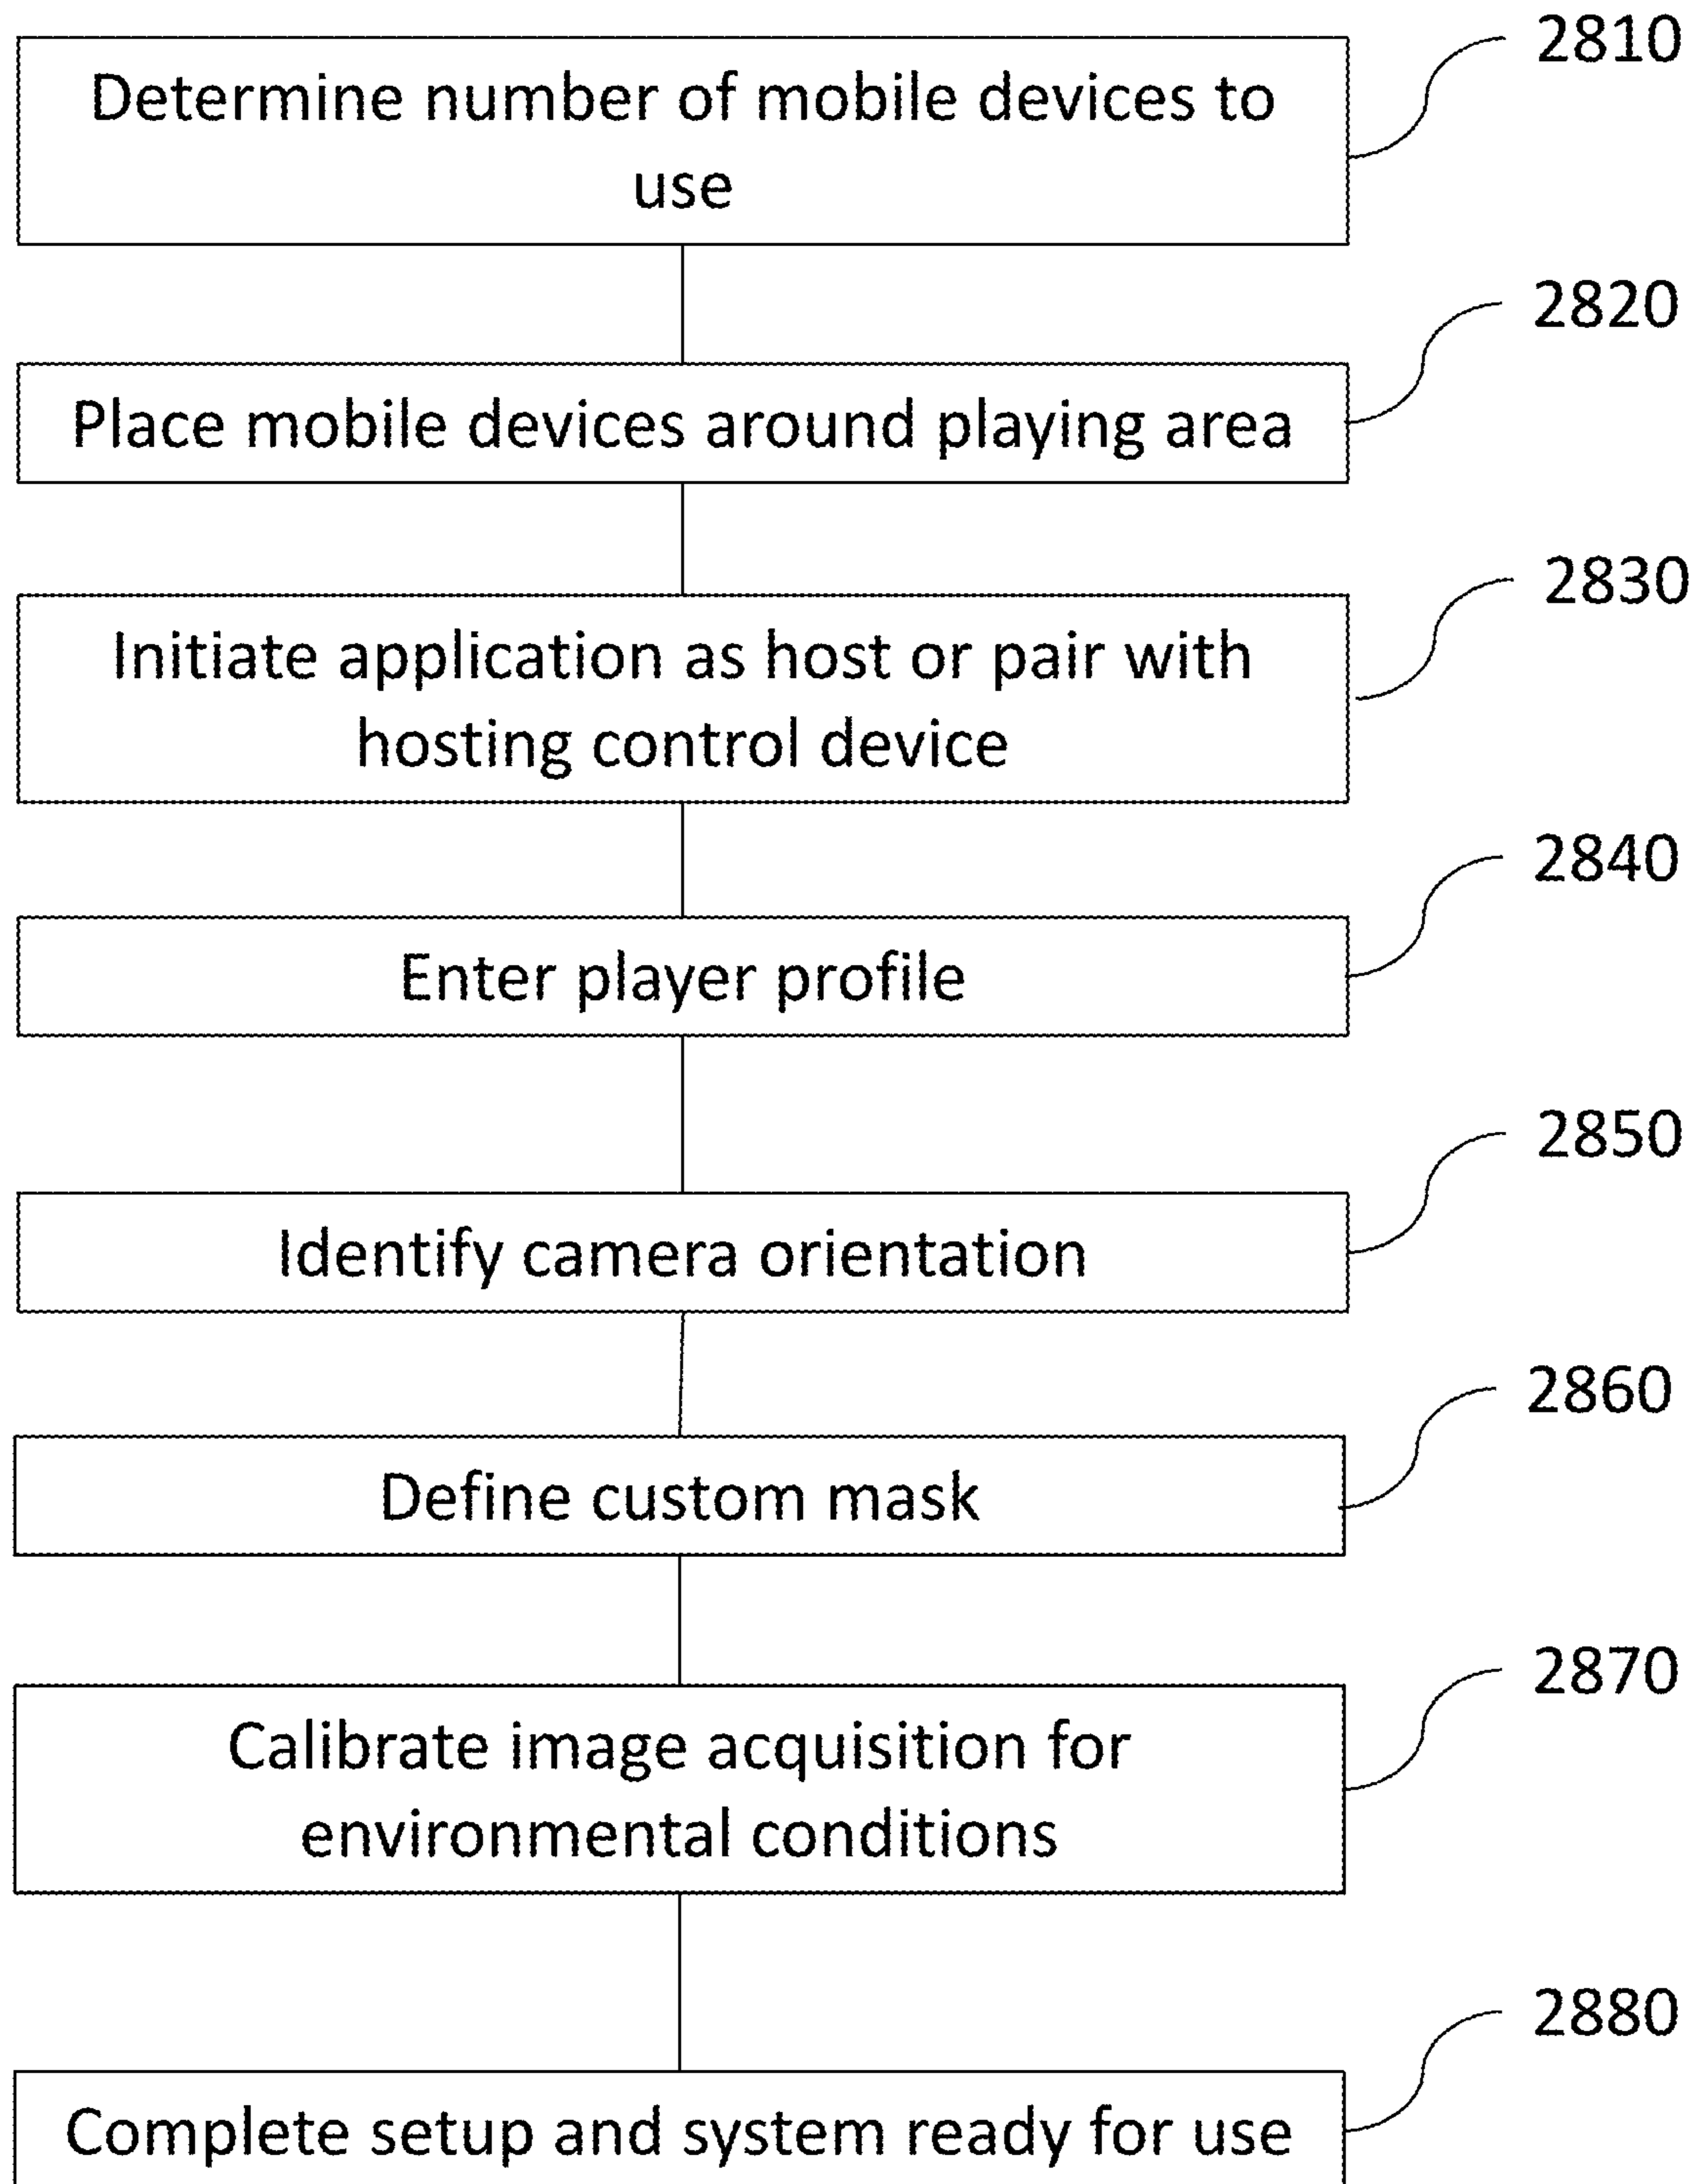 2810
Determine number of mobile devices to
use
2820
Place mobile devices around playing area
2830
Initiate application as host or pair with
hosting control device
2840
Enter player profile
2850
Identify camera orientation
2860
Define custom mask
2870
Calibrate image acquisition for
environmental conditions
2880
Complete setup and system ready for use